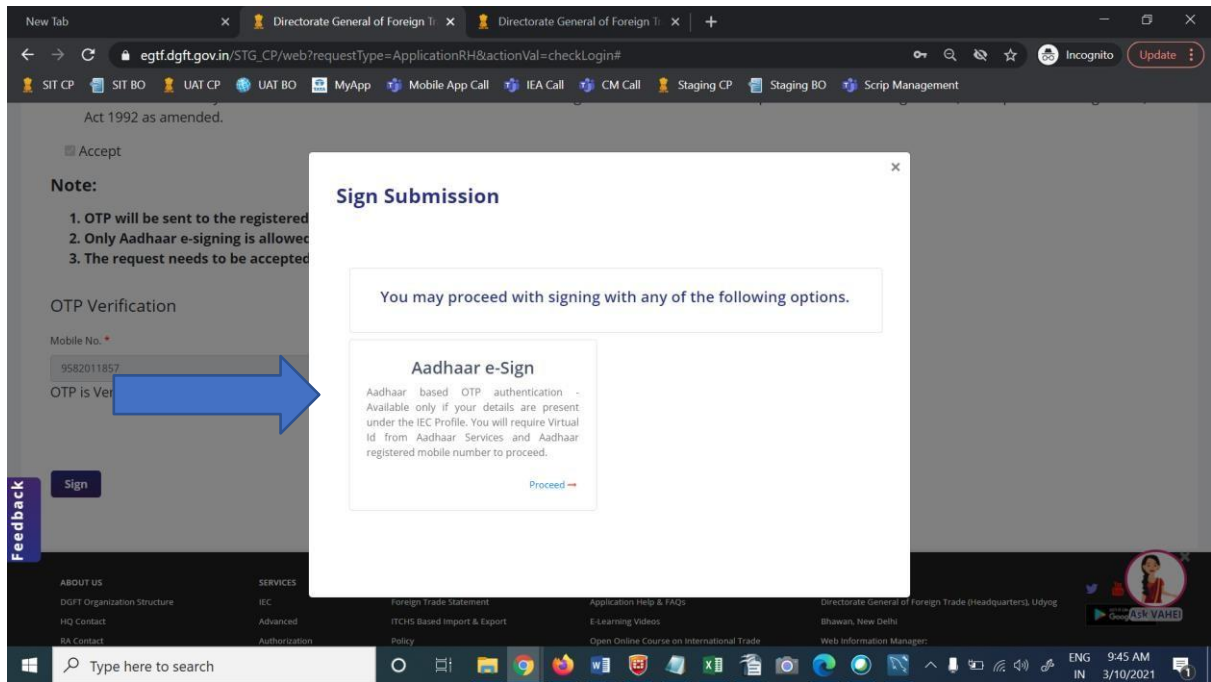 New Tab
Directorate General of Foreign Tr
Directorate General of Foreign Tr
egtf.dgft.gov.in/STG_CP/web?requestType=ApplicationRH&actionVal=checkLogin#
Incognito
Update
SIT CP
SIT BO
UAT CP
UAT BO
MyApp
Mobile App Call
IEA Call
CM Call
Staging CP
Staging BO
Scrip Management
Act 1992 as amended.
Accept
Note:
1. OTP will be sent to the registered
2. Only Aadhaar e-signing is allowed
3. The request needs to be accepted
OTP Verification
Mobile No. *
9582011857
OTP is Ver
Sign
Feedback
×
Sign Submission
You may proceed with signing with any of the following options.
Aadhaar e-Sign
Aadhaar based OTP authentication -
Available only if your details are present
under the IEC Profile. You will require Virtual
Id from Aadhaar Services and Aadhaar
registered mobile number to proceed.
Proceed →
ABOUT US
DGFT Organization Structure
HQ Contact
RA Contact
SERVICES
IEC
Advanced
Authorization
Foreign Trade Statement
ITCHS Based Import & Export
Policy
Application Help & FAQs
E-Learning Videos
Open Online Course on International Trade
Directorate General of Foreign Trade (Headquarters), Udyog
Bhawan, New Delhi
Web Information Manager:
Ask VAHEI
Type here to search
ENG
IN
9:45 AM
3/10/2021